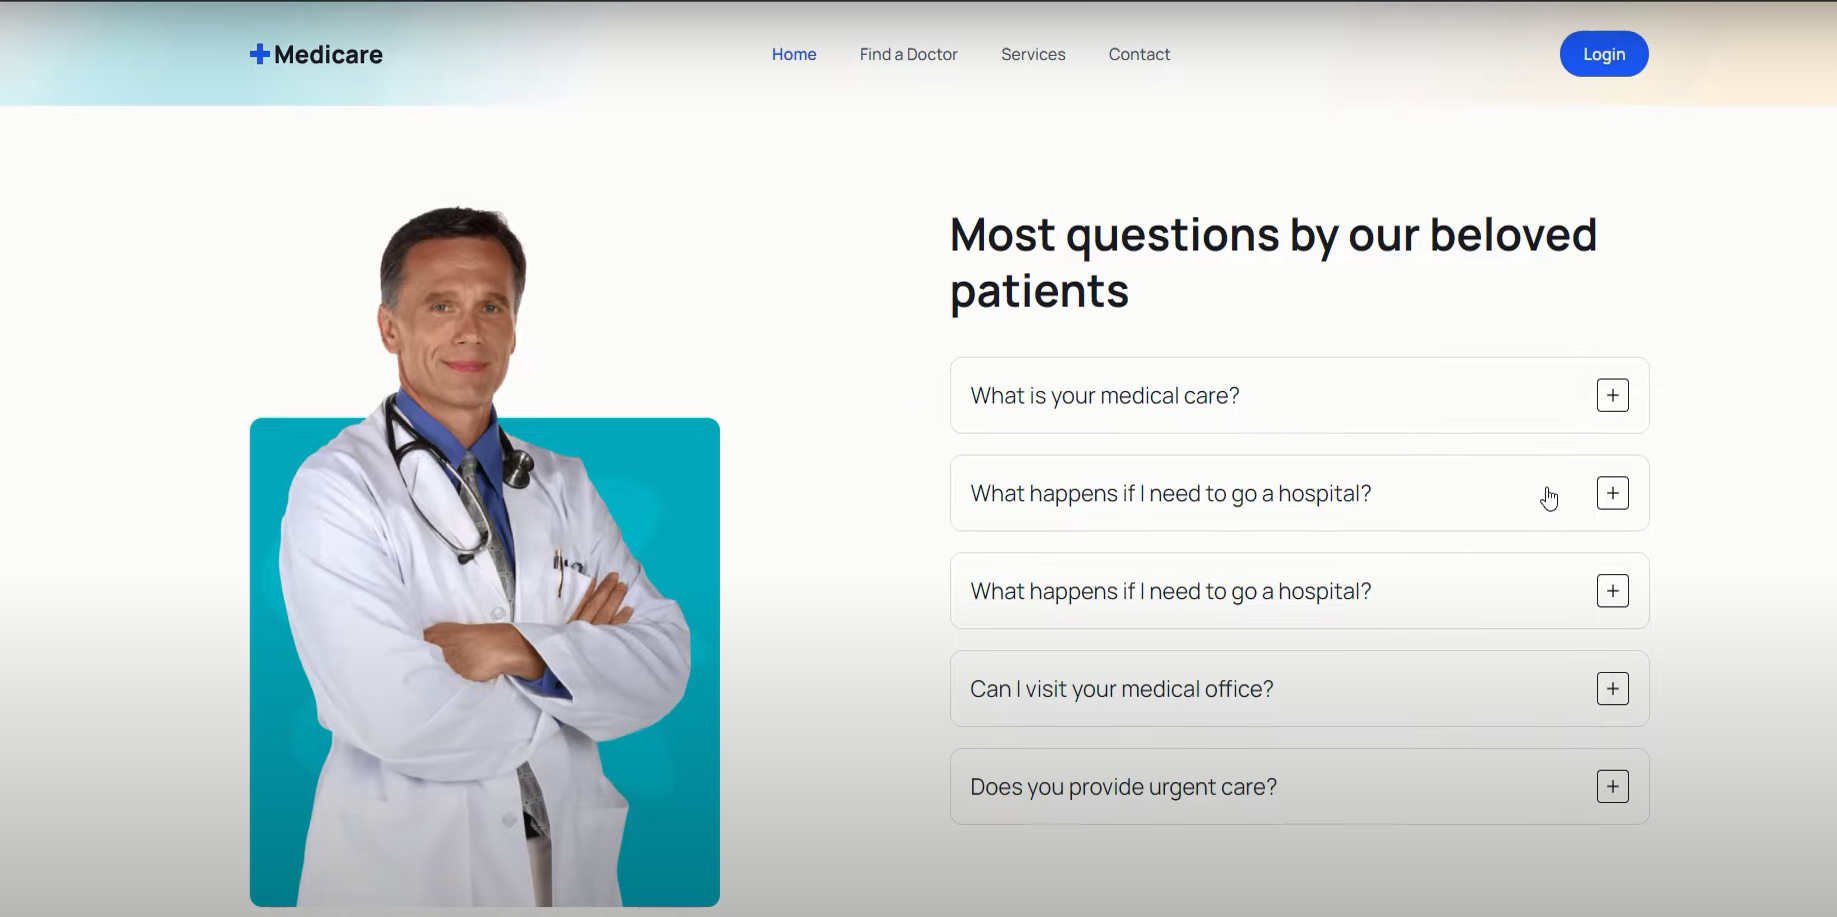 Medicare
Home
Find a Doctor
Services
Contact
Login
Most questions by our beloved
patients
What is your medical care?
What happens if I need to go a hospital?
What happens if I need to go a hospital?
Can I visit your medical office?
Does you provide urgent care?